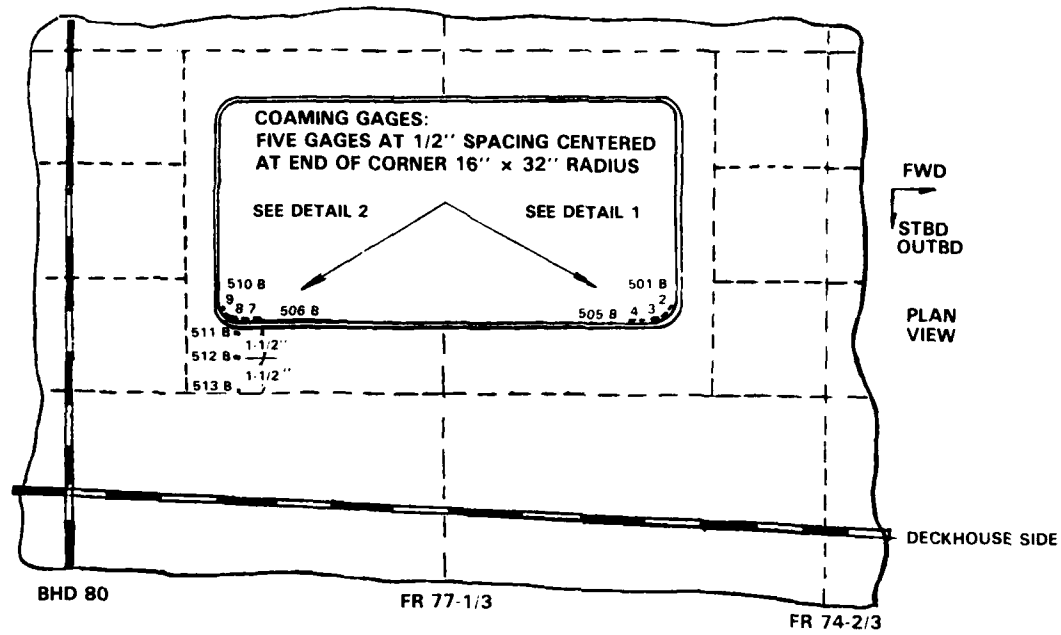 COAMING GAGES:
FIVE GAGES AT 1/2'' SPACING CENTERED
AT END OF CORNER 16'' x 32'' RADIUS
SEE DETAIL 2
SEE DETAIL 1
FWD
STBD
OUTBD
PLAN
VIEW
510 B
9
8 7
506 B
501 B
2
3
4
505 B
511 B
1-1/2''
512 B
1-1/2''
513 B
DECKHOUSE SIDE
BHD 80
FR 77-1/3
FR 74-2/3